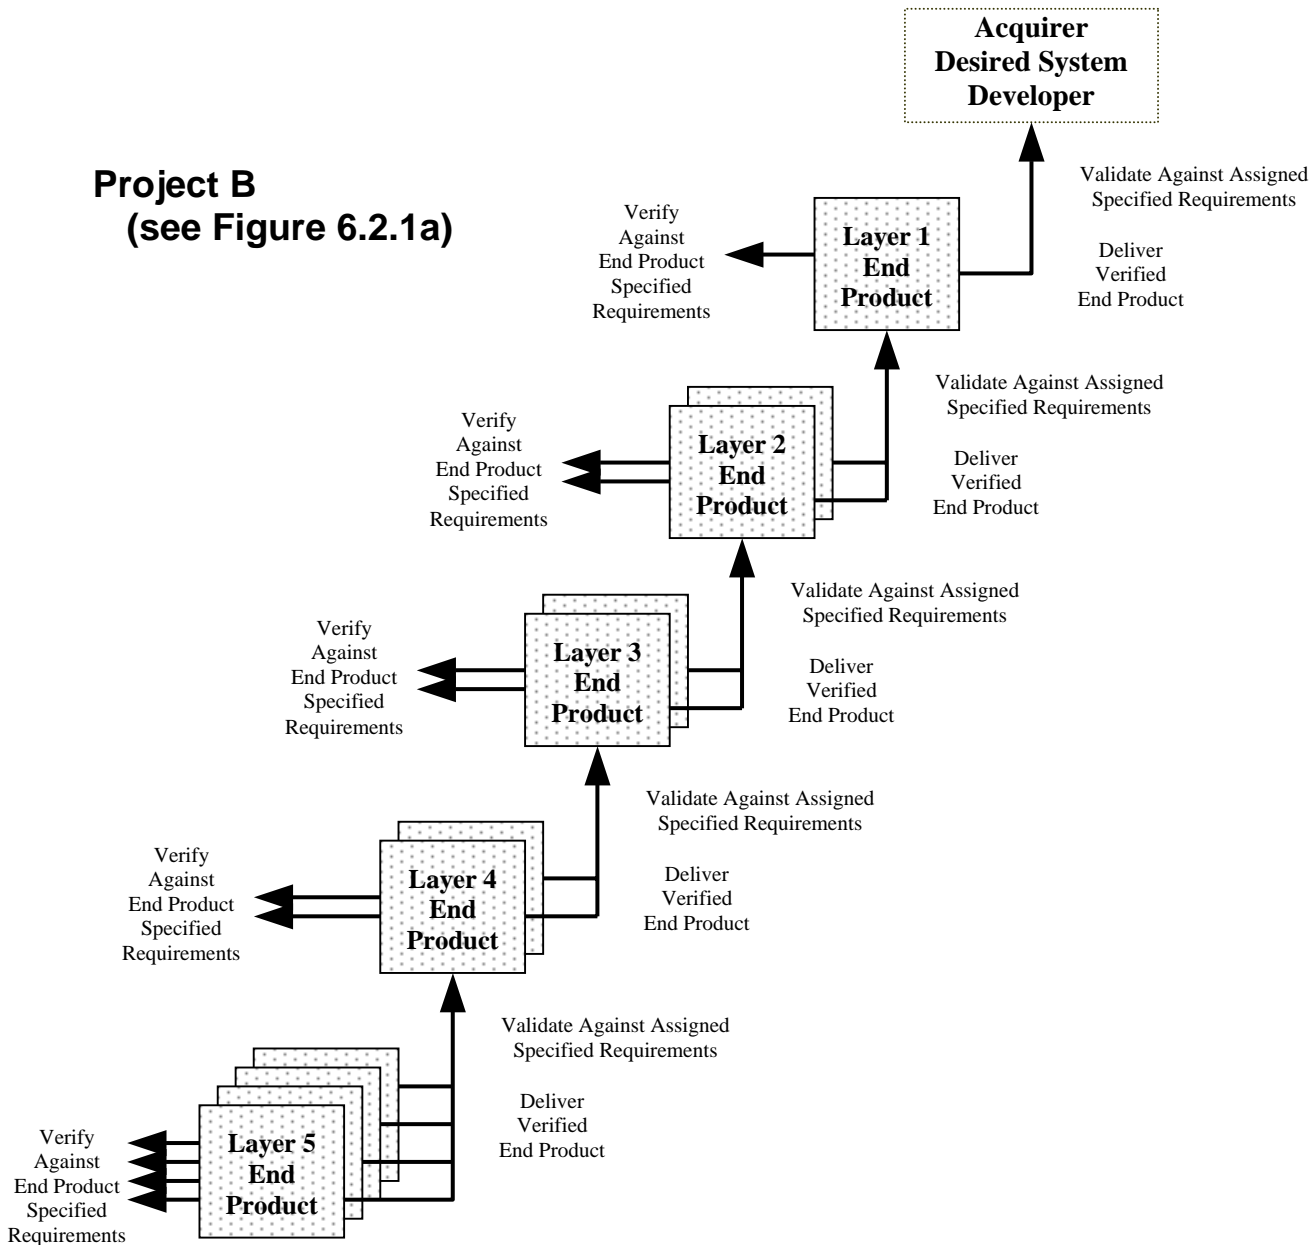 Acquirer
Desired System
Developer
Project B
(see Figure 6.2.1a)
Validate Against Assigned
Specified Requirements
Deliver
Verified
End Product
Verify
Against
End Product
Specified
Requirements
Layer 1
End
Product
Validate Against Assigned
Specified Requirements
Deliver
Verified
End Product
Verify
Against
End Product
Specified
Requirements
Layer 2
End
Product
Validate Against Assigned
Specified Requirements
Deliver
Verified
End Product
Verify
Against
End Product
Specified
Requirements
Layer 3
End
Product
Validate Against Assigned
Specified Requirements
Deliver
Verified
End Product
Verify
Against
End Product
Specified
Requirements
Layer 4
End
Product
Validate Against Assigned
Specified Requirements
Deliver
Verified
End Product
Verify
Against
End Product
Specified
Requirements
Layer 5
End
Product